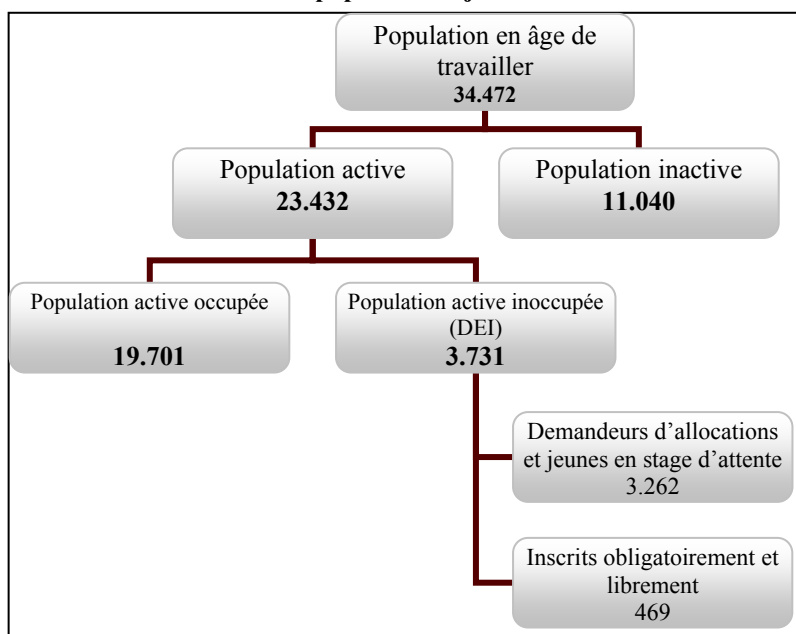 Population en âge de
travailler
34.472
Population active
23.432
Population inactive
11.040
Population active occupée
19.701
Population active inoccupée
(DEI)
3.731
Demandeurs d’allocations
et jeunes en stage d’attente
3.262
Inscrits obligatoirement et
librement
469